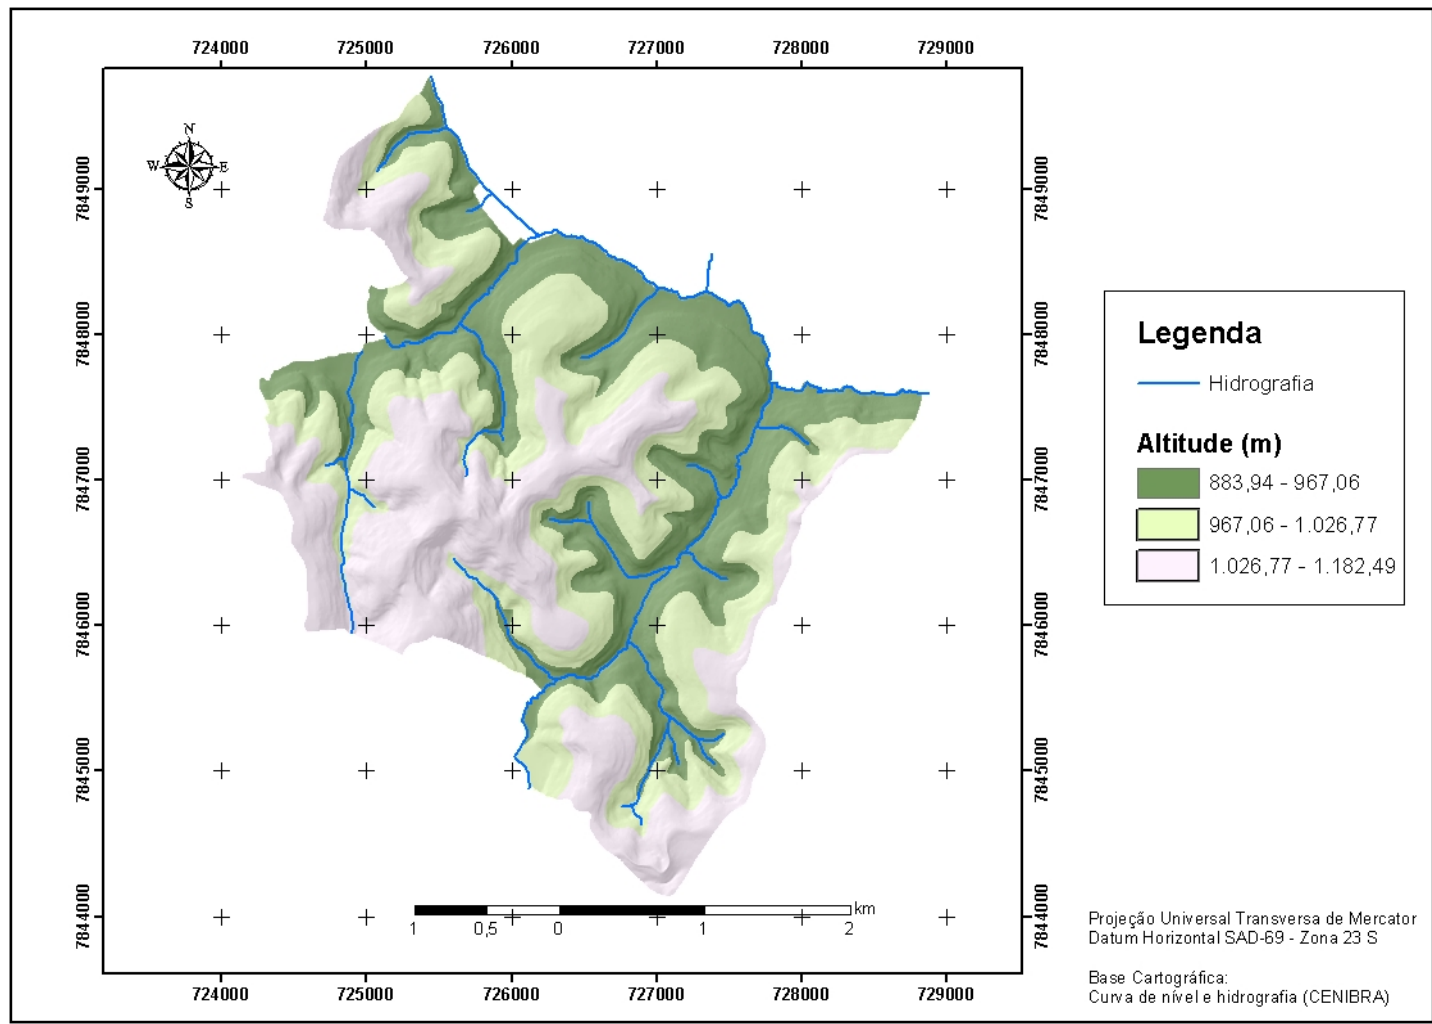 724000 725000 726000 727000 728000 729000
N
W E
S
7849000 7849000
7848000 7848000
7847000 7847000
7846000 7846000
7845000 7845000
7844000 7844000
Legenda
Hidrografia
Altitude (m)
883,94 - 967,06
967,06 - 1.026,77
1.026,77 - 1.182,49
km
1 0,5 0 1 2
724000 725000 726000 727000 728000 729000
Projeção Universal Transversa de Mercator
Datum Horizontal SAD-69 - Zona 23 S
Base Cartográfica:
Curva de nível e hidrografia (CENIBRA)